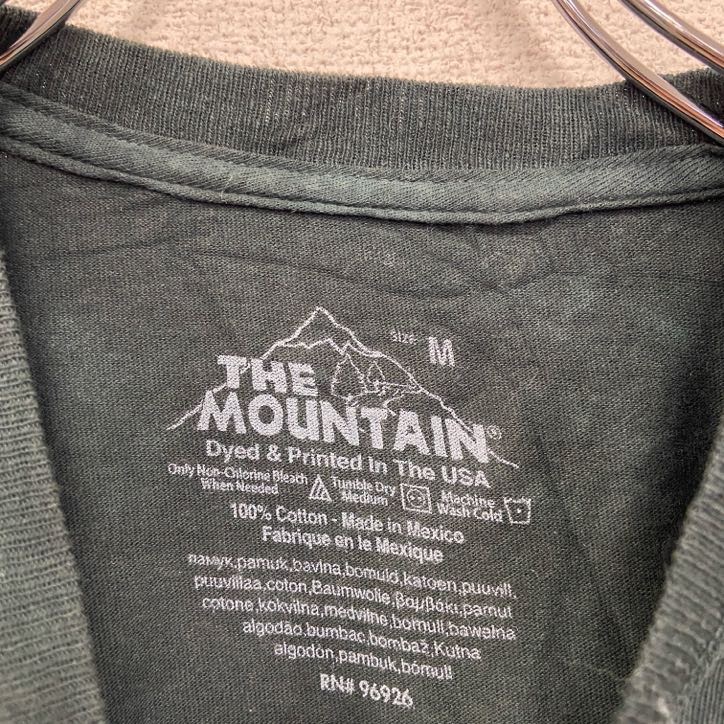 SIZE: M
THE
MOUNTAIN®
Dyed & Printed In The USA
Only Non-Chlorine Bleach When Needed
Tumble Dry Medium
Machine Wash Cold
100% Cotton - Made in Mexico
Fabrique en le Mexique
памук,pamuk,bavlna,bomuld,katoen,puuvill,
puuvillaa,coton,Baumwolle,βαμβάκι,pamut
cotone,kokvilna,medvilne,bomull,bawelna
algodão,bumbac,bombaž,Kutna
algodón,pambuk,bómull
RN# 96926